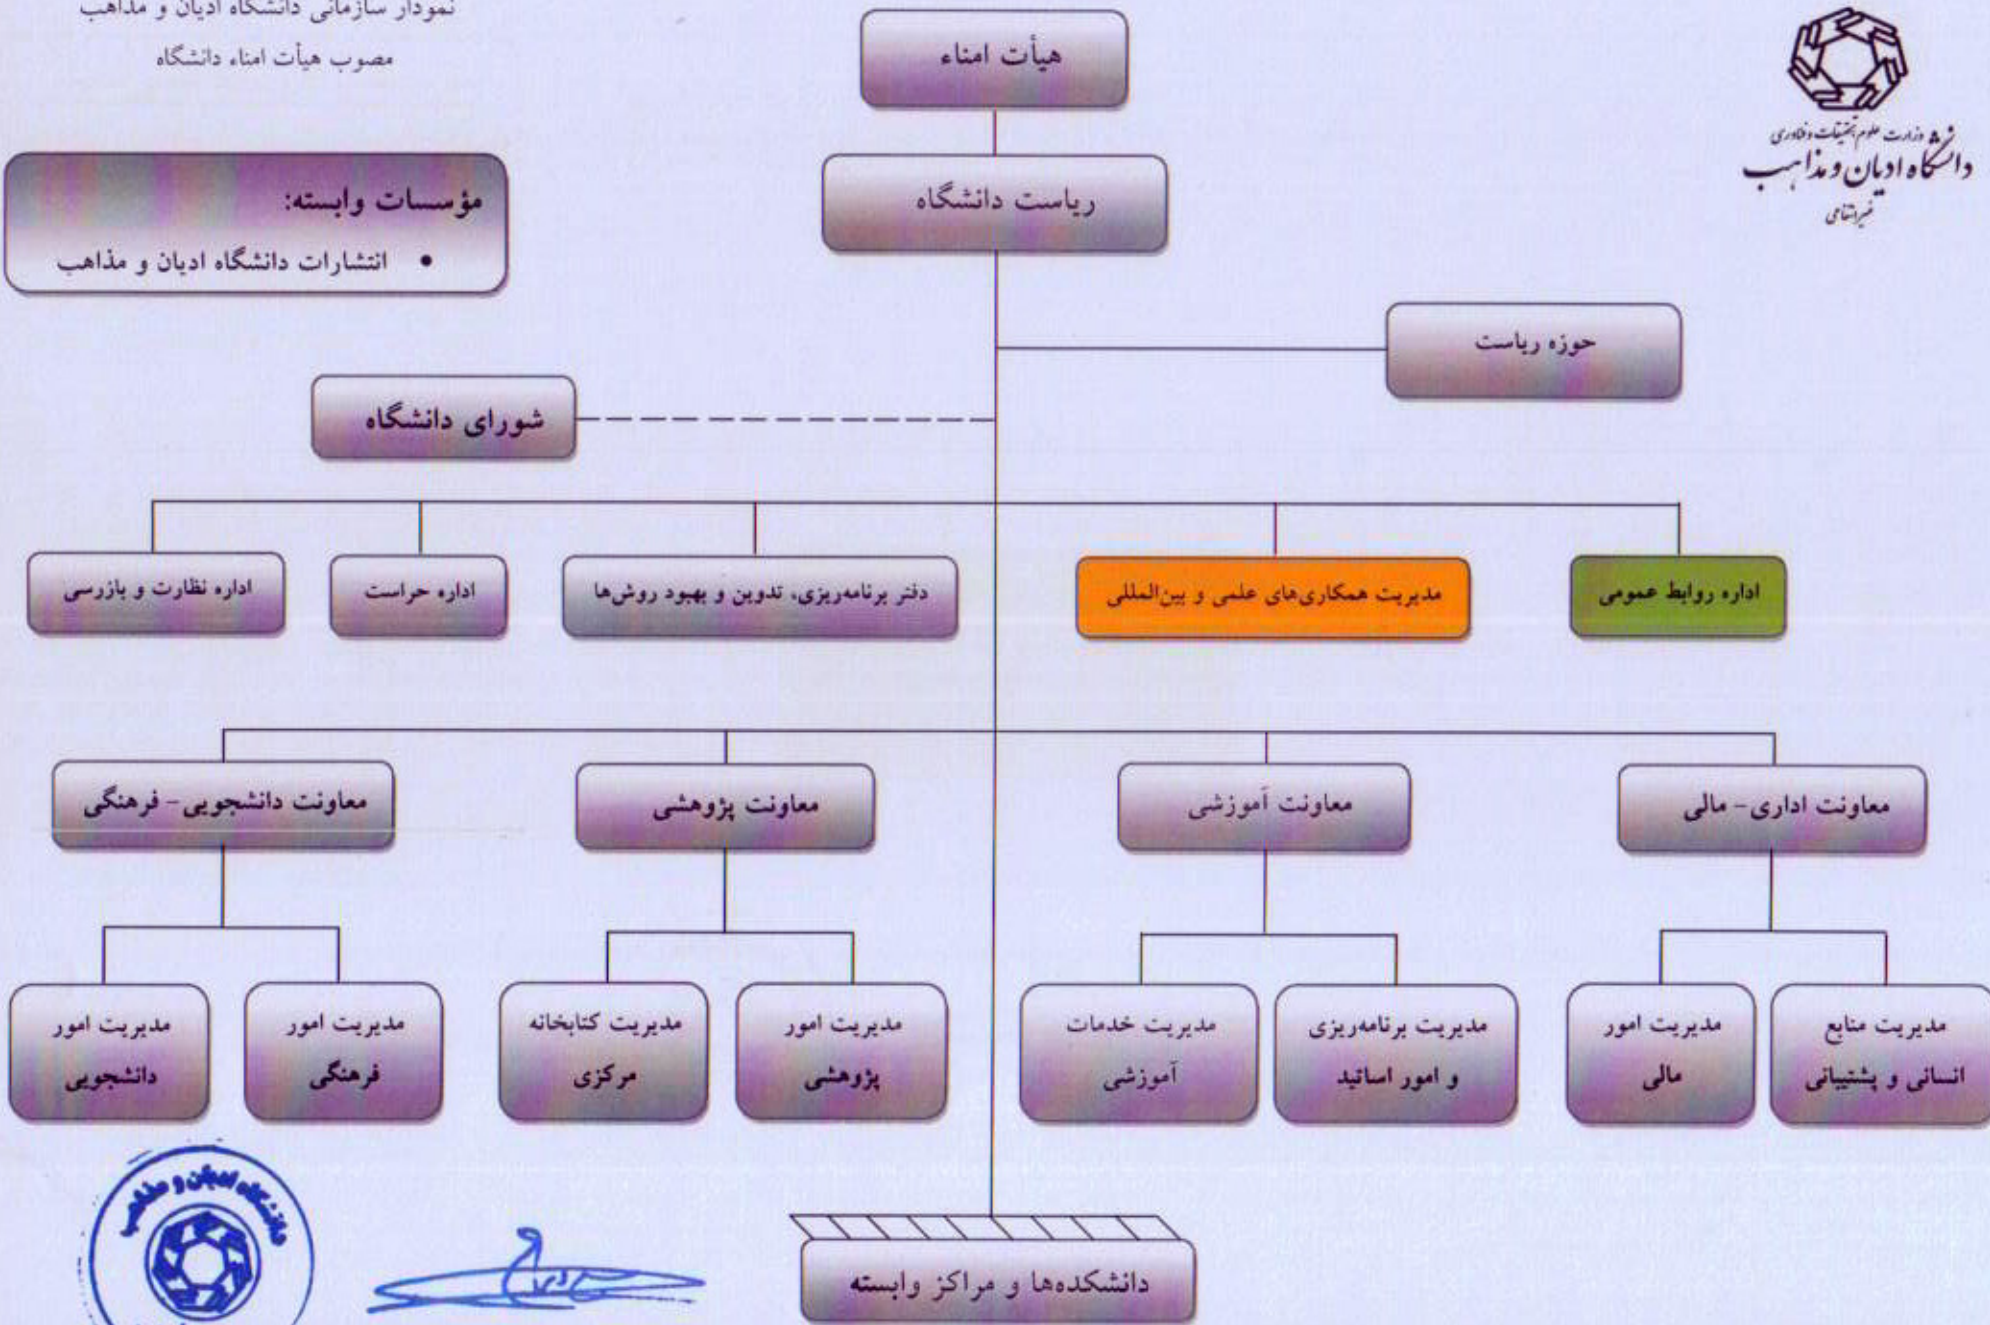 نمودار سازمانی دانشگاه ادیان و مذاهب
مصوب هیأت امناء دانشگاه
هیأت امناء
وزارت علوم تحقیقات و فناوری
دانشگاه ادیان و مذاهب
غیرانتفاعی
ریاست دانشگاه
مؤسسات وابسته:
• انتشارات دانشگاه ادیان و مذاهب
حوزه ریاست
شورای دانشگاه
اداره روابط عمومی
مدیریت همکاری‌های علمی و بین‌المللی
دفتر برنامه‌ریزی، تدوین و بهبود روش‌ها
اداره حراست
اداره نظارت و بازرسی
معاونت اداری - مالی
معاونت آموزشی
معاونت پژوهشی
معاونت دانشجویی - فرهنگی
مدیریت منابع
انسانی و پشتیبانی
مدیریت امور
مالی
مدیریت برنامه‌ریزی
و امور اساتید
مدیریت خدمات
آموزشی
مدیریت امور
پژوهشی
مدیریت کتابخانه
مرکزی
مدیریت امور
فرهنگی
مدیریت امور
دانشجویی
دانشکده‌ها و مراکز وابسته
دانشگاه ادیان و مذاهب